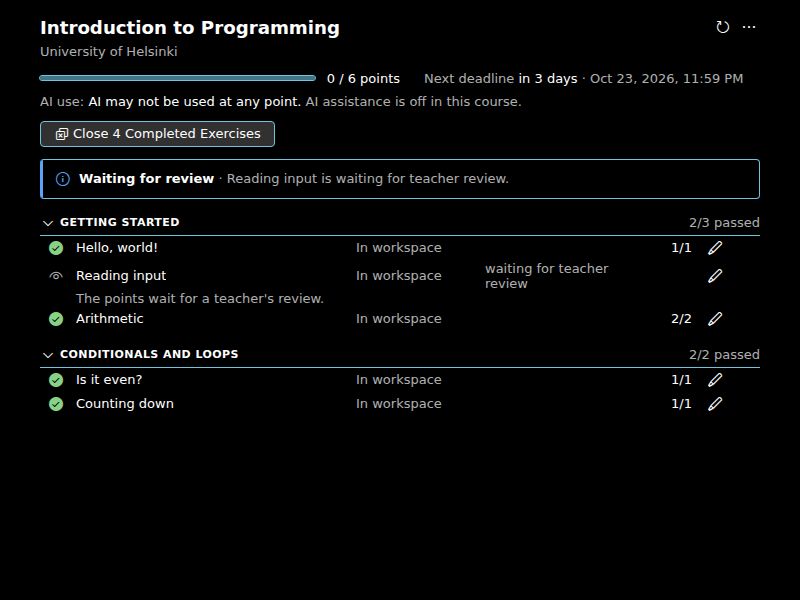 Introduction to Programming
University of Helsinki
0 / 6 points Next deadline in 3 days · Oct 23, 2026, 11:59 PM
AI use: AI may not be used at any point. AI assistance is off in this course.
Close 4 Completed Exercises
Waiting for review · Reading input is waiting for teacher review.
GETTING STARTED 2/3 passed
Hello, world! In workspace 1/1
Reading input In workspace waiting for teacher review
The points wait for a teacher's review.
Arithmetic In workspace 2/2
CONDITIONALS AND LOOPS 2/2 passed
Is it even? In workspace 1/1
Counting down In workspace 1/1